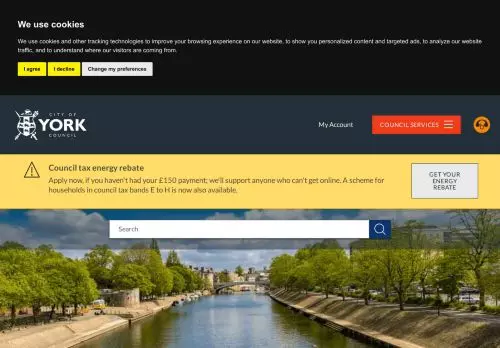 We use cookies
We use cookies and other tracking technologies to improve your browsing experience on our website, to show you personalized content and targeted ads, to analyze our website
traffic, and to understand where our visitors are coming from.
I agree
I decline
Change my preferences
CITY OF
YORK
COUNCIL
My Account
COUNCIL SERVICES
Council tax energy rebate
Apply now, if you haven't had your £150 payment; we'll support anyone who can't get online. A scheme for
households in council tax bands E to H is now also available.
GET YOUR
ENERGY
REBATE
Search